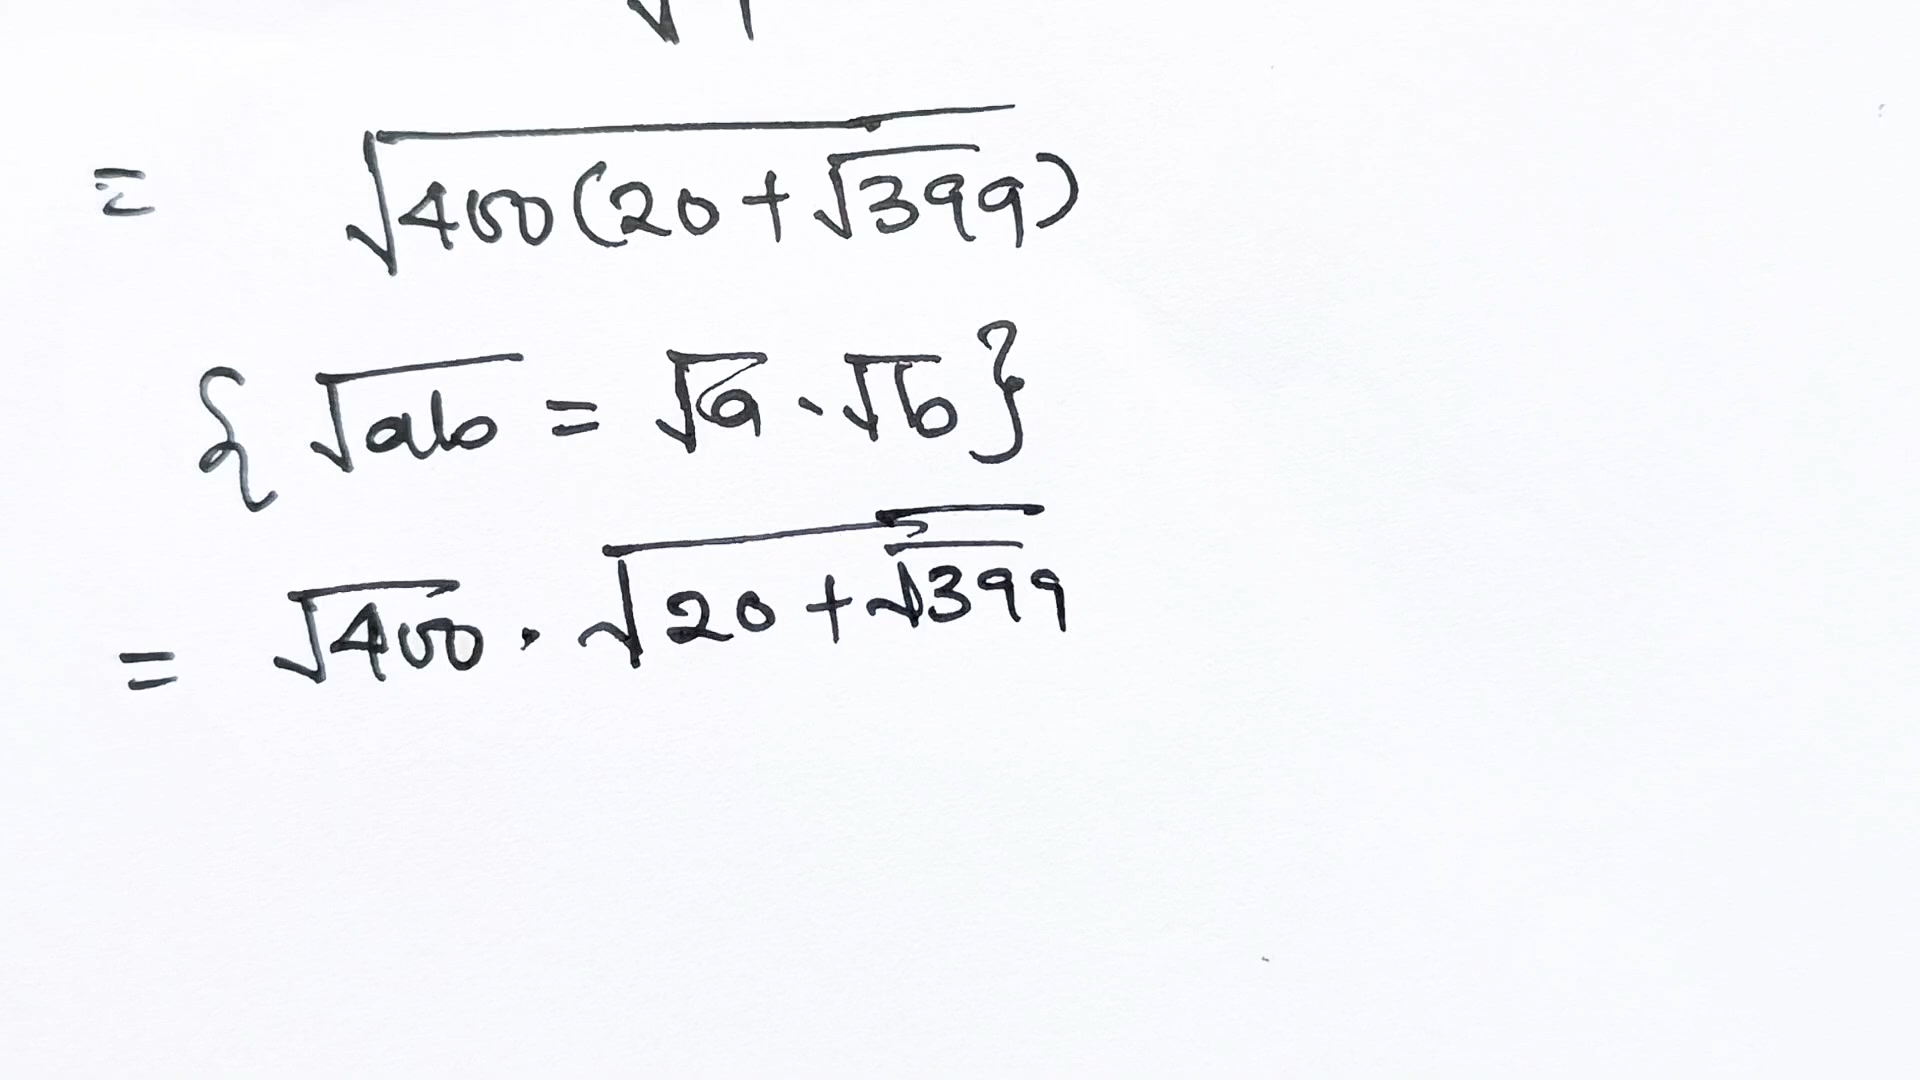 = √400(20+√399)
{√ab = √a · √b}
= √400 · √20+√399